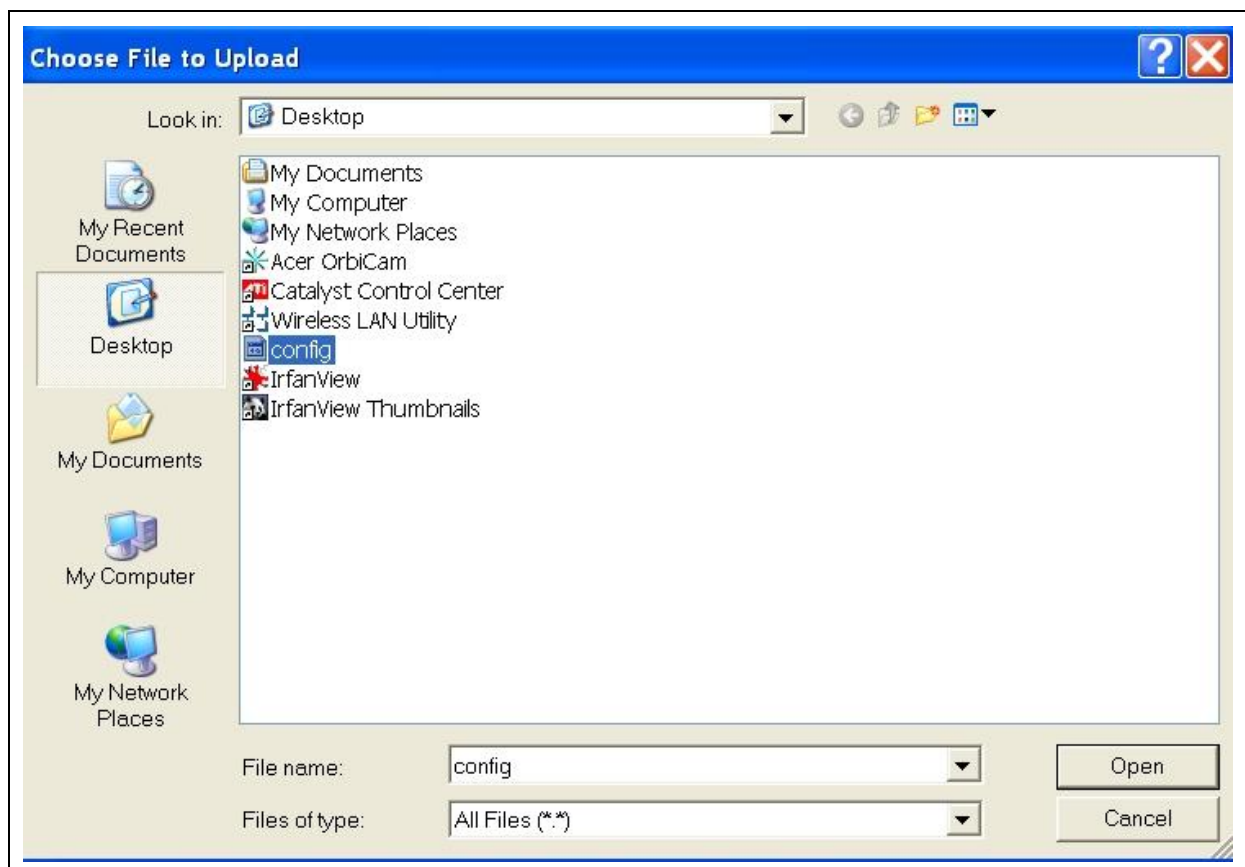 Choose File to Upload
Look in:
Desktop
My Recent
Documents
Desktop
My Documents
My Computer
My Network
Places
My Documents
My Computer
My Network Places
Acer OrbiCam
Catalyst Control Center
Wireless LAN Utility
config
IrfanView
IrfanView Thumbnails
File name:
config
Open
Files of type:
All Files (*.*)
Cancel